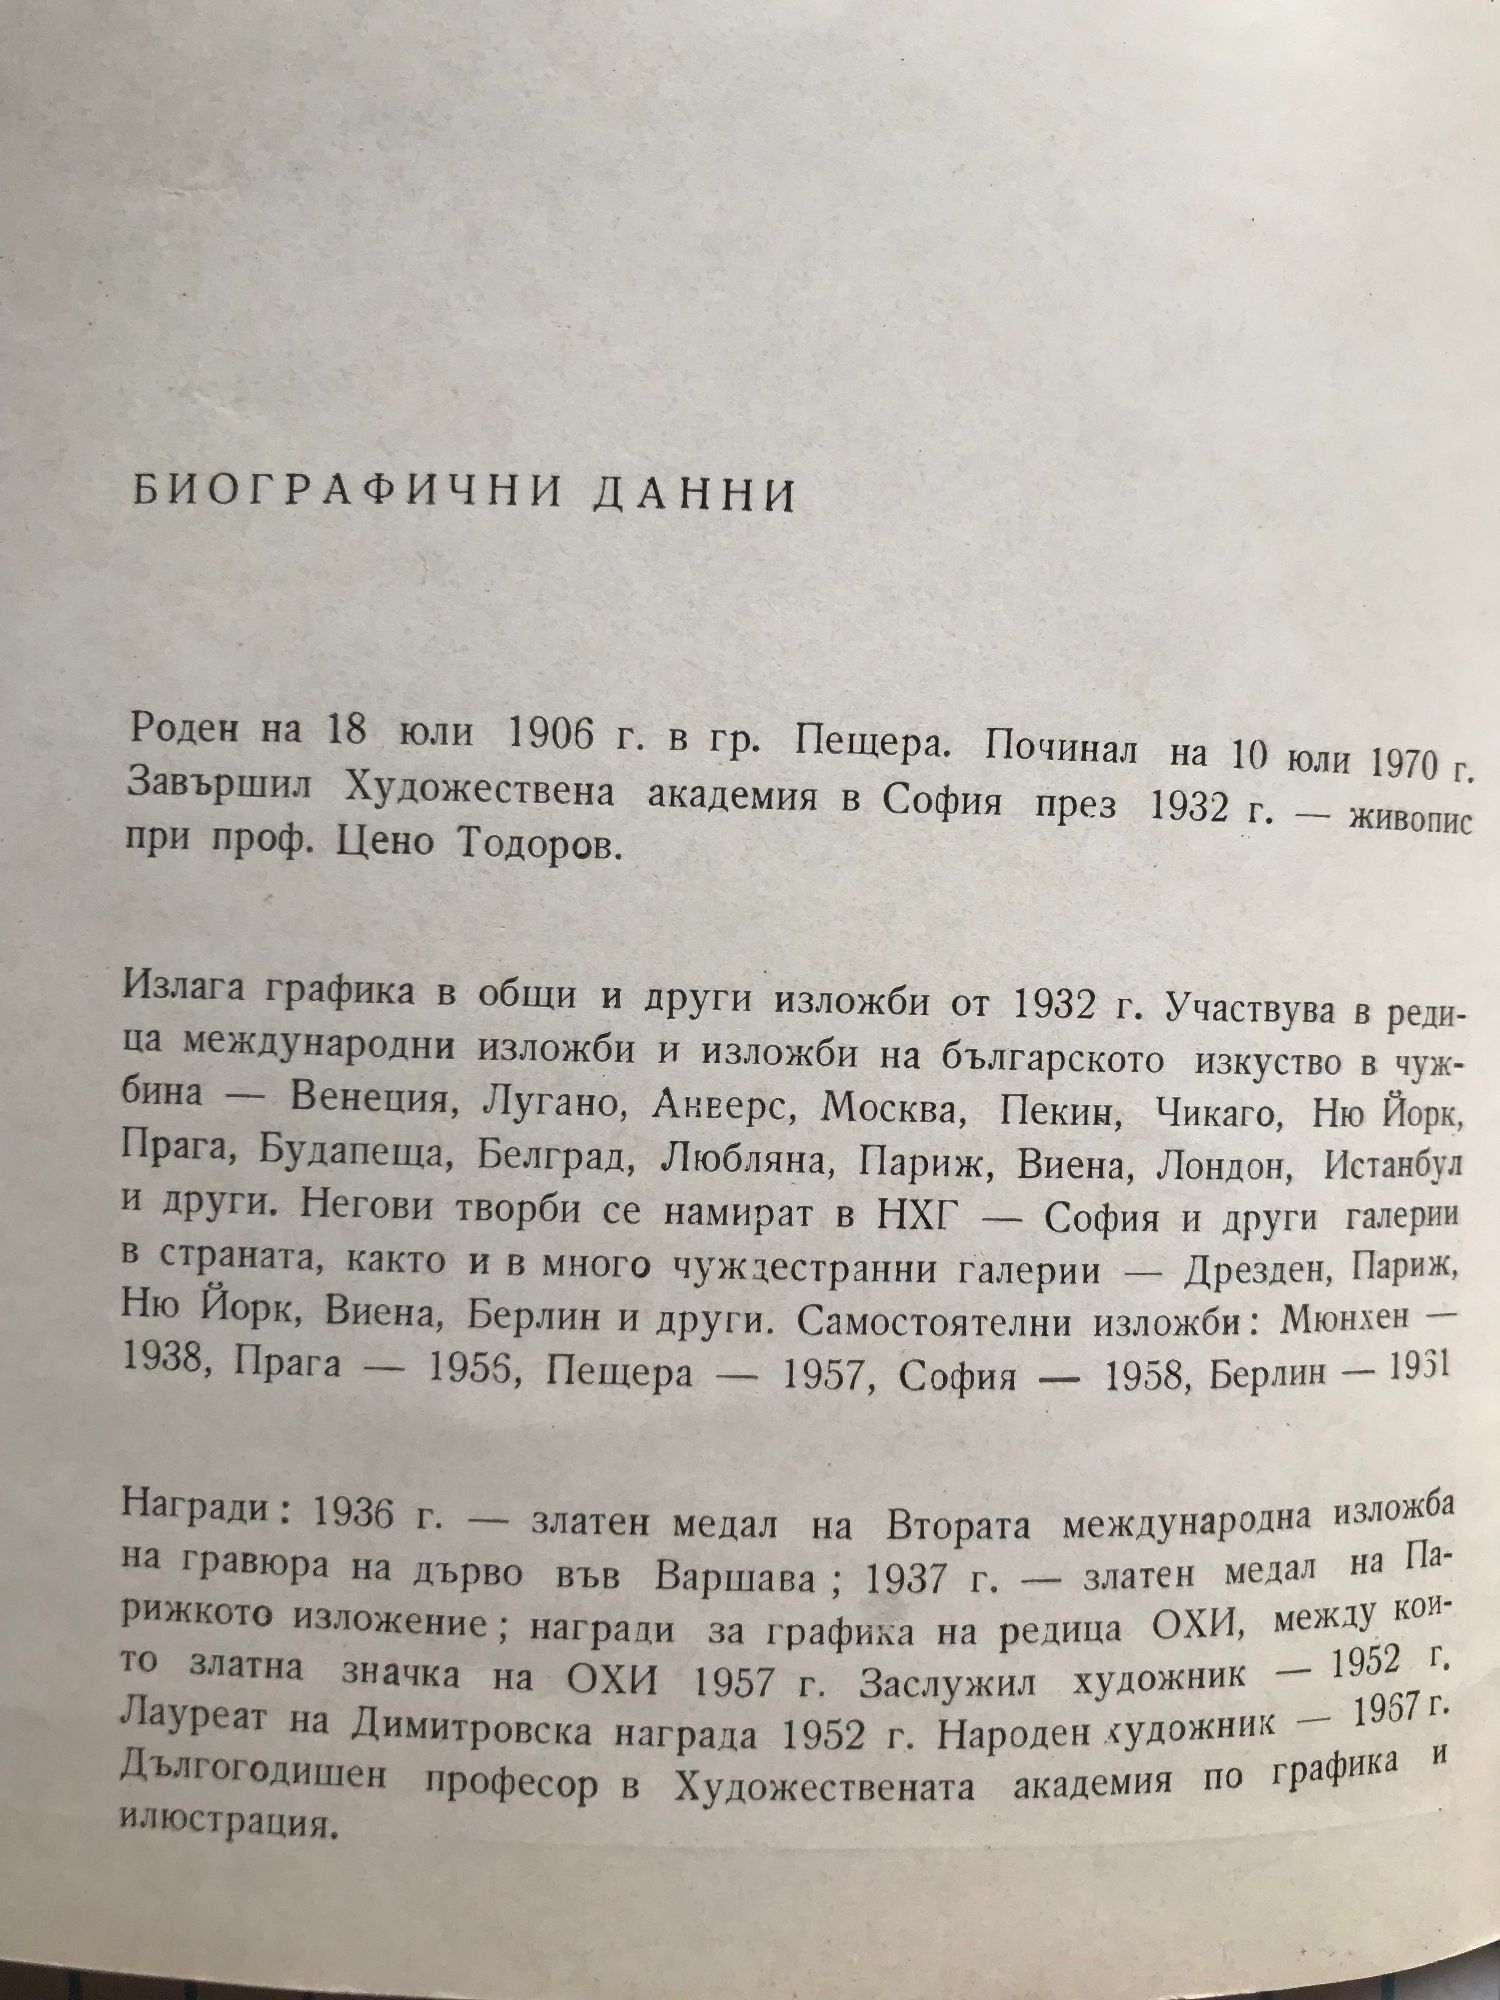 БИОГРАФИЧНИ ДАННИ
Роден на 18 юли 1906 г. в гр. Пещера. Починал на 10 юли 1970 г.
Завършил Художествена академия в София през 1932 г. — живопис
при проф. Цено Тодоров.
Излага графика в общи и други изложби от 1932 г. Участвува в реди-
ца международни изложби и изложби на българското изкуство в чуж-
бина — Венеция, Лугано, Анверс, Москва, Пекин, Чикаго, Ню Йорк,
Прага, Будапеща, Белград, Любляна, Париж, Виена, Лондон, Истанбул
и други. Негови творби се намират в НХГ — София и други галерии
в страната, както и в много чуждестранни галерии — Дрезден, Париж,
Ню Йорк, Виена, Берлин и други. Самостоятелни изложби: Мюнхен —
1938, Прага — 1956, Пещера — 1957, София — 1958, Берлин — 1961
Награди: 1936 г. — златен медал на Втората международна изложба
на гравюра на дърво във Варшава; 1937 г. — златен медал на Па-
рижкото изложение; награди за графика на редица ОХИ, между кои-
то златна значка на ОХИ 1957 г. Заслужил художник — 1952 г.
Лауреат на Димитровска награда 1952 г. Народен художник — 1967 г.
Дългогодишен професор в Художествената академия по графика и
илюстрация.